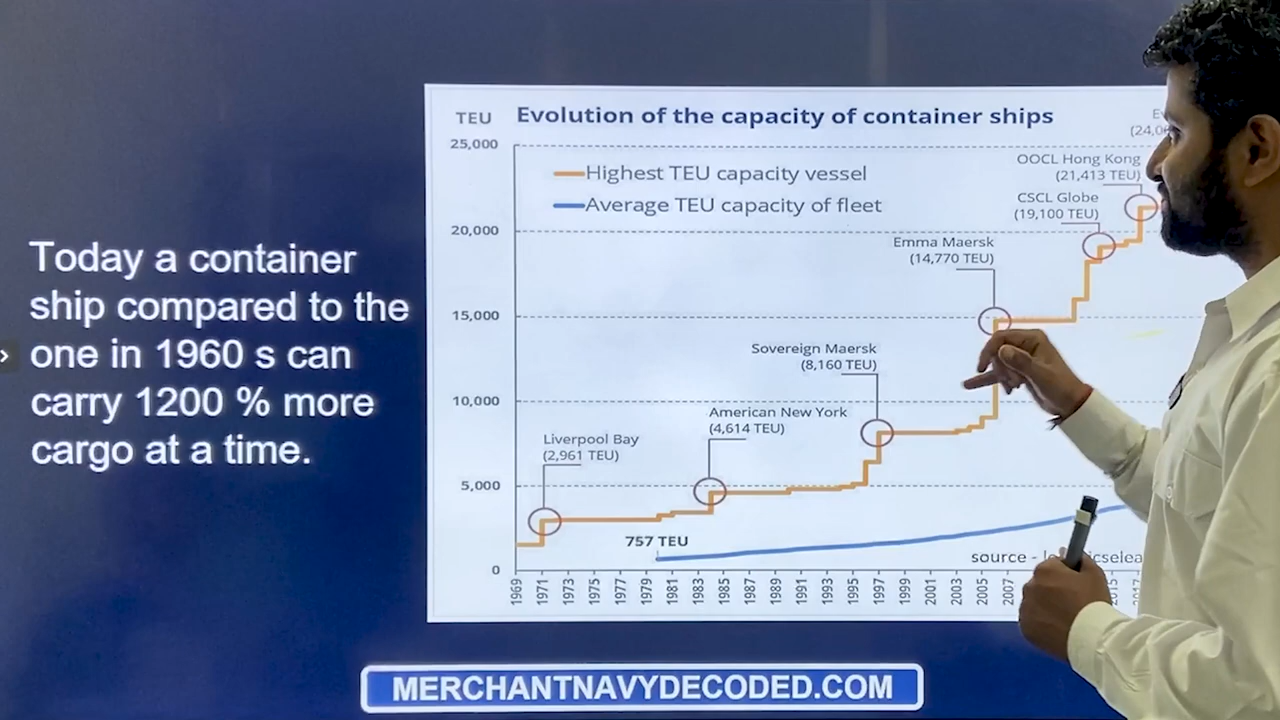 Today a container
ship compared to the
one in 1960 s can
carry 1200 % more
cargo at a time.
TEU
Evolution of the capacity of container ships
25,000
20,000
15,000
10,000
5,000
0
Highest TEU capacity vessel
Average TEU capacity of fleet
OOCL Hong Kong
(21,413 TEU)
CSCL Globe
(19,100 TEU)
Emma Maersk
(14,770 TEU)
Sovereign Maersk
(8,160 TEU)
American New York
(4,614 TEU)
Liverpool Bay
(2,961 TEU)
757 TEU
source -
1969
1971
1973
1975
1977
1979
1981
1983
1985
1987
1989
1991
1993
1995
1997
1999
2001
2003
2005
2007
MERCHANTNAVYDECODED.COM